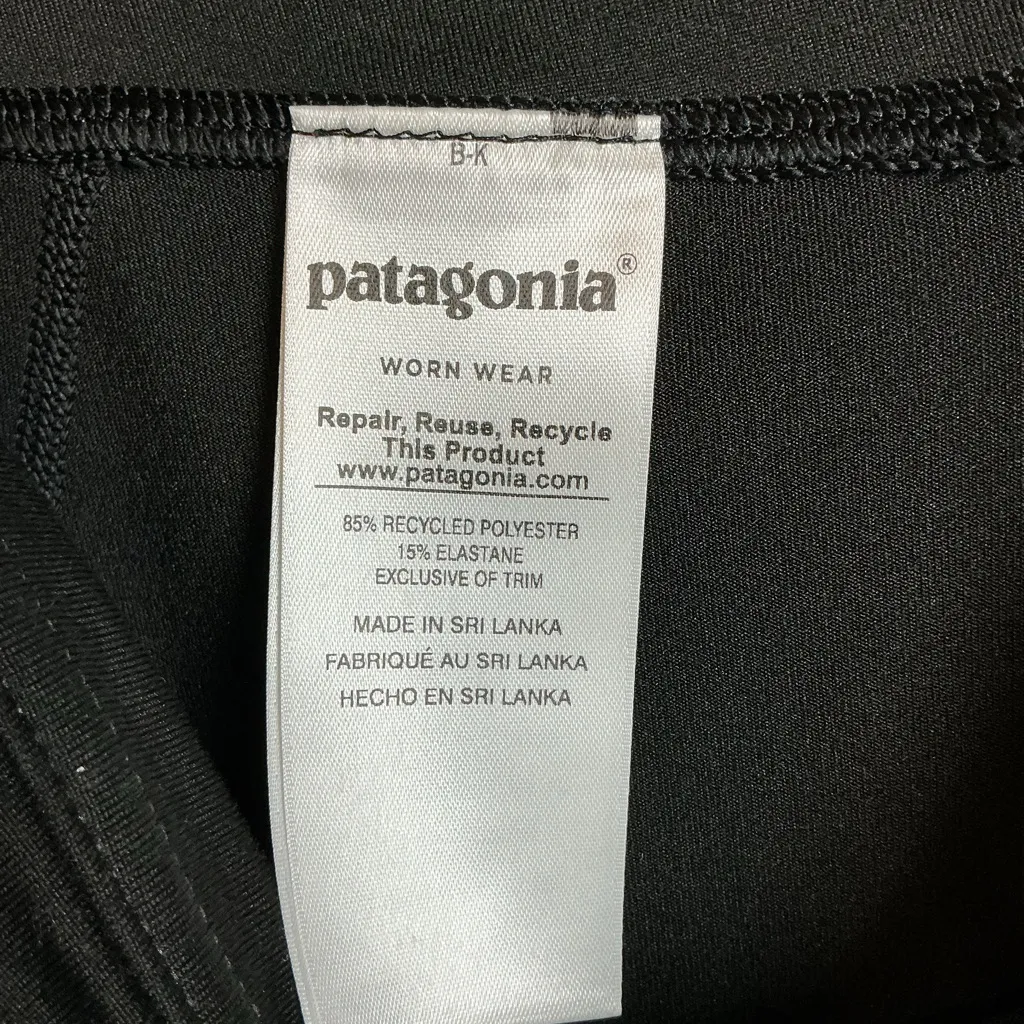 B-K
patagonia®
WORN WEAR
Repair, Reuse, Recycle
This Product
www.patagonia.com
85% RECYCLED POLYESTER
15% ELASTANE
EXCLUSIVE OF TRIM
MADE IN SRI LANKA
FABRIQUÉ AU SRI LANKA
HECHO EN SRI LANKA